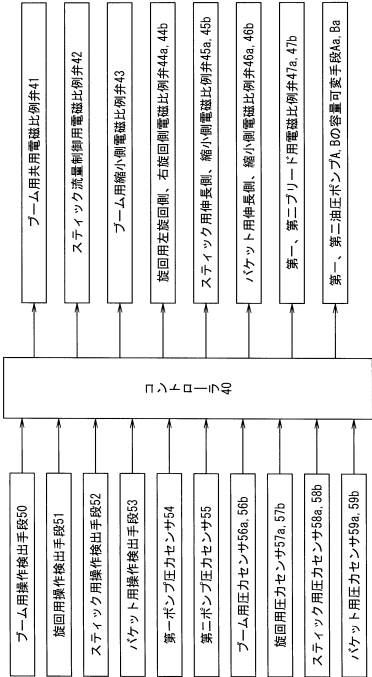 ブーム用操作検出手段50
旋回用操作検出手段51
スティック用操作検出手段52
バケット用操作検出手段53
第一ポンプ圧力センサ54
第二ポンプ圧力センサ55
ブーム用圧力センサ56a, 56b
旋回用圧力センサ57a, 57b
スティック用圧力センサ58a, 58b
バケット用圧力センサ59a, 59b
コントローラ
40
ブーム用共用電磁比例弁41
スティック流量制御用電磁比例弁42
ブーム用縮小側電磁比例弁43
旋回用左旋回側、右旋回側電磁比例弁44a, 44b
スティック用伸長側、縮小側電磁比例弁45a, 45b
バケット用伸長側、縮小側電磁比例弁46a, 46b
第一、第二ブリード用電磁比例弁47a, 47b
第一、第二油圧ポンプA, Bの容量可変手段Aa, Ba